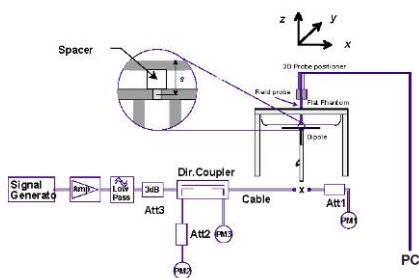 z
y
x
Spacer
s
3D Probe positioner
Field probe
Flat Phantom
Dipole
Signal
Generato
Amp
Low
Pass
3dB
Att3
Dir.Coupler
Cable
x
Att1
PM1
Att2
PM3
PM2
PC